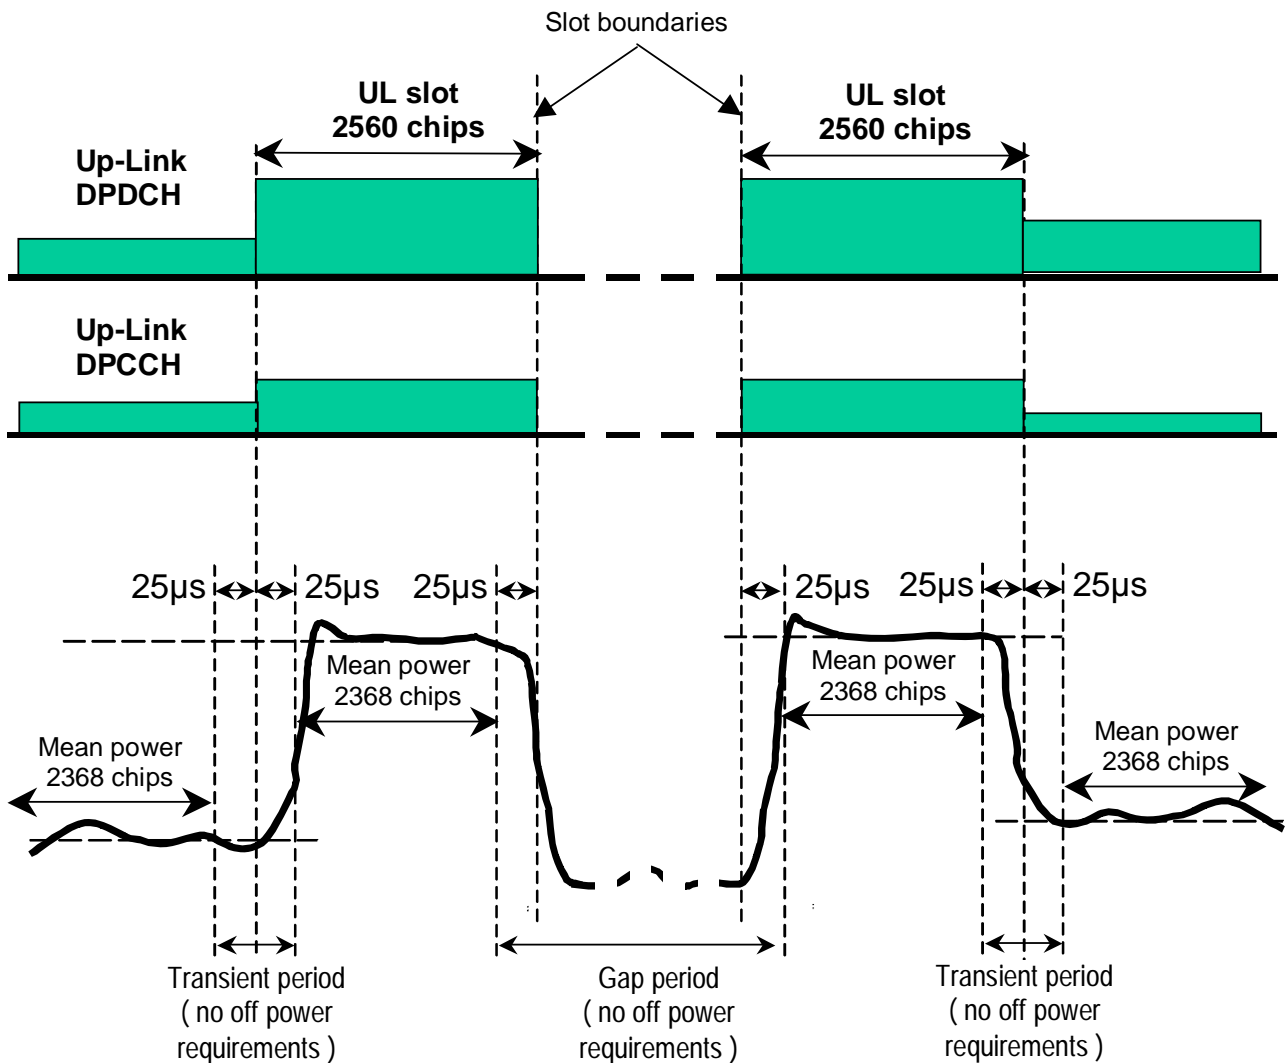 Slot boundaries
UL slot
2560 chips
UL slot
2560 chips
Up-Link
DPDCH
Up-Link
DPCCH
25µs
25µs
25µs
25µs
25µs
25µs
Mean power
2368 chips
Mean power
2368 chips
Mean power
2368 chips
Mean power
2368 chips
Transient period
( no off power
requirements )
Gap period
( no off power
requirements )
Transient period
( no off power
requirements )